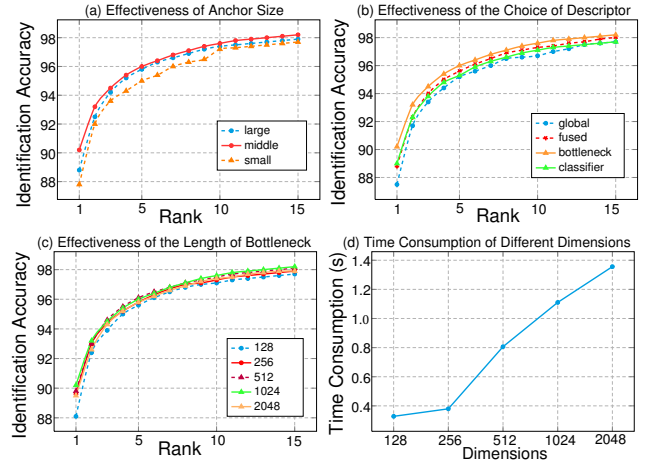 (a) Effectiveness of Anchor Size
Identification Accuracy
98
96
94
92
90
88
large
middle
small
1
5
10
15
Rank
(b) Effectiveness of the Choice of Descriptor
Identification Accuracy
98
96
94
92
90
88
global
fused
bottleneck
classifier
1
5
10
15
Rank
(c) Effectiveness of the Length of Bottleneck
Identification Accuracy
98
96
94
92
90
88
128
256
512
1024
2048
1
5
10
15
Rank
(d) Time Consumption of Different Dimensions
Time Consumption (s)
1.4
1.2
1.0
0.8
0.6
0.4
128
256
512
1024
2048
Dimensions